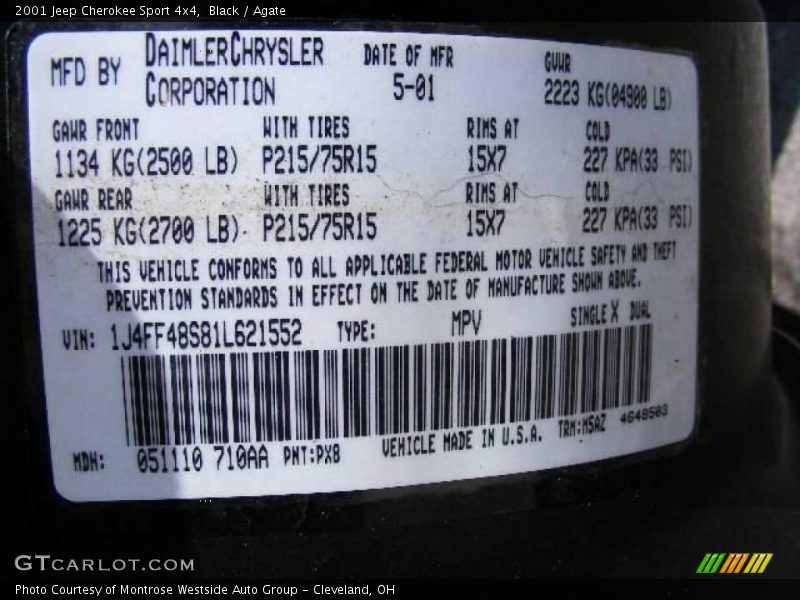 2001 Jeep Cherokee Sport 4x4, Black / Agate
MFD BY DAIMLERCHRYSLER CORPORATION
DATE OF MFR 5-01
GVWR 2223 KG(04900 LB)
GAWR FRONT WITH TIRES RIMS AT COLD
1134 KG(2500 LB) P215/75R15 15X7 227 KPA(33 PSI)
GAWR REAR WITH TIRES RIMS AT COLD
1225 KG(2700 LB) P215/75R15 15X7 227 KPA(33 PSI)
THIS VEHICLE CONFORMS TO ALL APPLICABLE FEDERAL MOTOR VEHICLE SAFETY AND THEFT
PREVENTION STANDARDS IN EFFECT ON THE DATE OF MANUFACTURE SHOWN ABOVE.
VIN: 1J4FF48S81L621552 TYPE: MPV SINGLE X DUAL
MDH: 051110 710AA PNT:PX8 VEHICLE MADE IN U.S.A. TRM:MSAZ 4648503
GTCARLOT.COM
Photo Courtesy of Montrose Westside Auto Group - Cleveland, OH